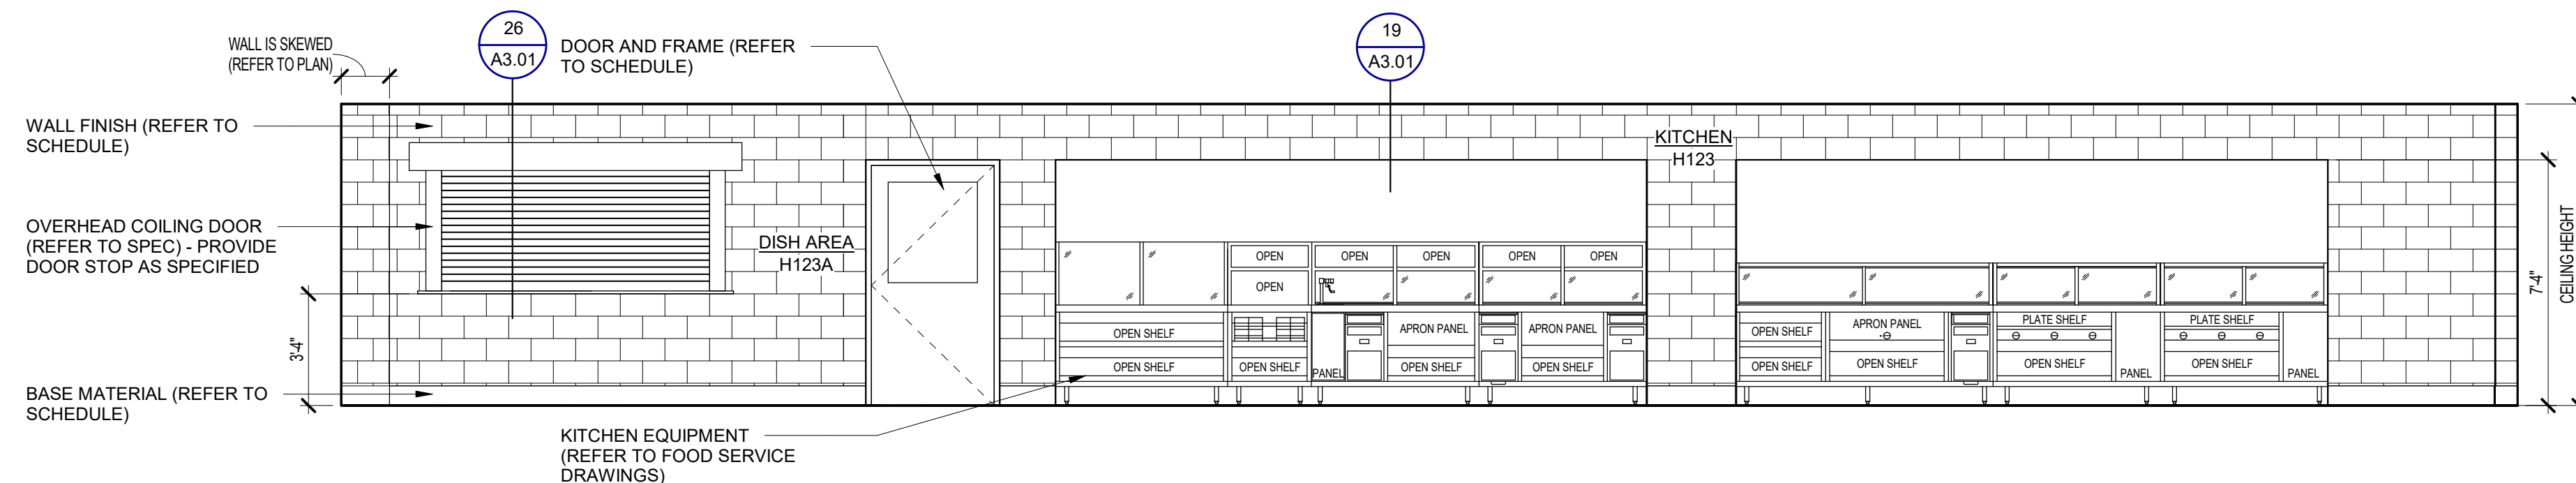 WALL IS SKEWED
(REFER TO PLAN)
26
A3.01
DOOR AND FRAME (REFER
TO SCHEDULE)
19
A3.01
WALL FINISH (REFER TO
SCHEDULE)
KITCHEN
H123
OVERHEAD COILING DOOR
(REFER TO SPEC) - PROVIDE
DOOR STOP AS SPECIFIED
DISH AREA
H123A
OPEN
OPEN
OPEN
OPEN
OPEN
OPEN
7'-4"
CEILING HEIGHT
3'-4"
OPEN SHELF
OPEN SHELF
OPEN SHELF
PANEL
APRON PANEL
OPEN SHELF
APRON PANEL
OPEN SHELF
OPEN SHELF
OPEN SHELF
APRON PANEL
OPEN SHELF
PLATE SHELF
OPEN SHELF
PANEL
PLATE SHELF
OPEN SHELF
PANEL
BASE MATERIAL (REFER TO
SCHEDULE)
KITCHEN EQUIPMENT
(REFER TO FOOD SERVICE
DRAWINGS)